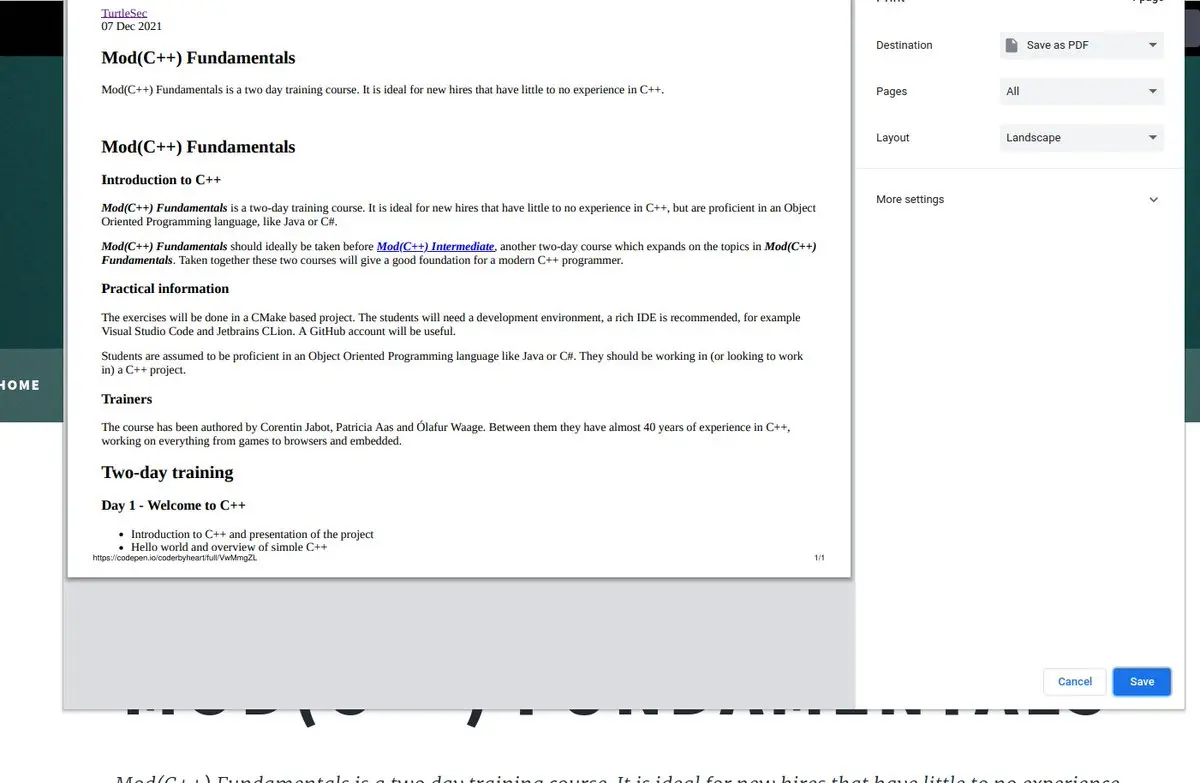 TurtleSec
07 Dec 2021
Mod(C++) Fundamentals
Mod(C++) Fundamentals is a two day training course. It is ideal for new hires that have little to no experience in C++.
Mod(C++) Fundamentals
Introduction to C++
Mod(C++) Fundamentals is a two-day training course. It is ideal for new hires that have little to no experience in C++, but are proficient in an Object
Oriented Programming language, like Java or C#.
Mod(C++) Fundamentals should ideally be taken before Mod(C++) Intermediate, another two-day course which expands on the topics in Mod(C++)
Fundamentals. Taken together these two courses will give a good foundation for a modern C++ programmer.
Practical information
The exercises will be done in a CMake based project. The students will need a development environment, a rich IDE is recommended, for example
Visual Studio Code and Jetbrains CLion. A GitHub account will be useful.
Students are assumed to be proficient in an Object Oriented Programming language like Java or C#. They should be working in (or looking to work
in) a C++ project.
Trainers
The course has been authored by Corentin Jabot, Patricia Aas and Ólafur Waage. Between them they have almost 40 years of experience in C++,
working on everything from games to browsers and embedded.
Two-day training
Day 1 - Welcome to C++
• Introduction to C++ and presentation of the project
• Hello world and overview of simple C++
https://codepen.io/coderbyheart/full/VwMmgZL 1/1
Destination Save as PDF
Pages All
Layout Landscape
More settings
Cancel Save
HOME
MOD(C++) FUNDAMENTALS
Mod(C++) Fundamentals is a two day training course. It is ideal for new hires that have little to no experience